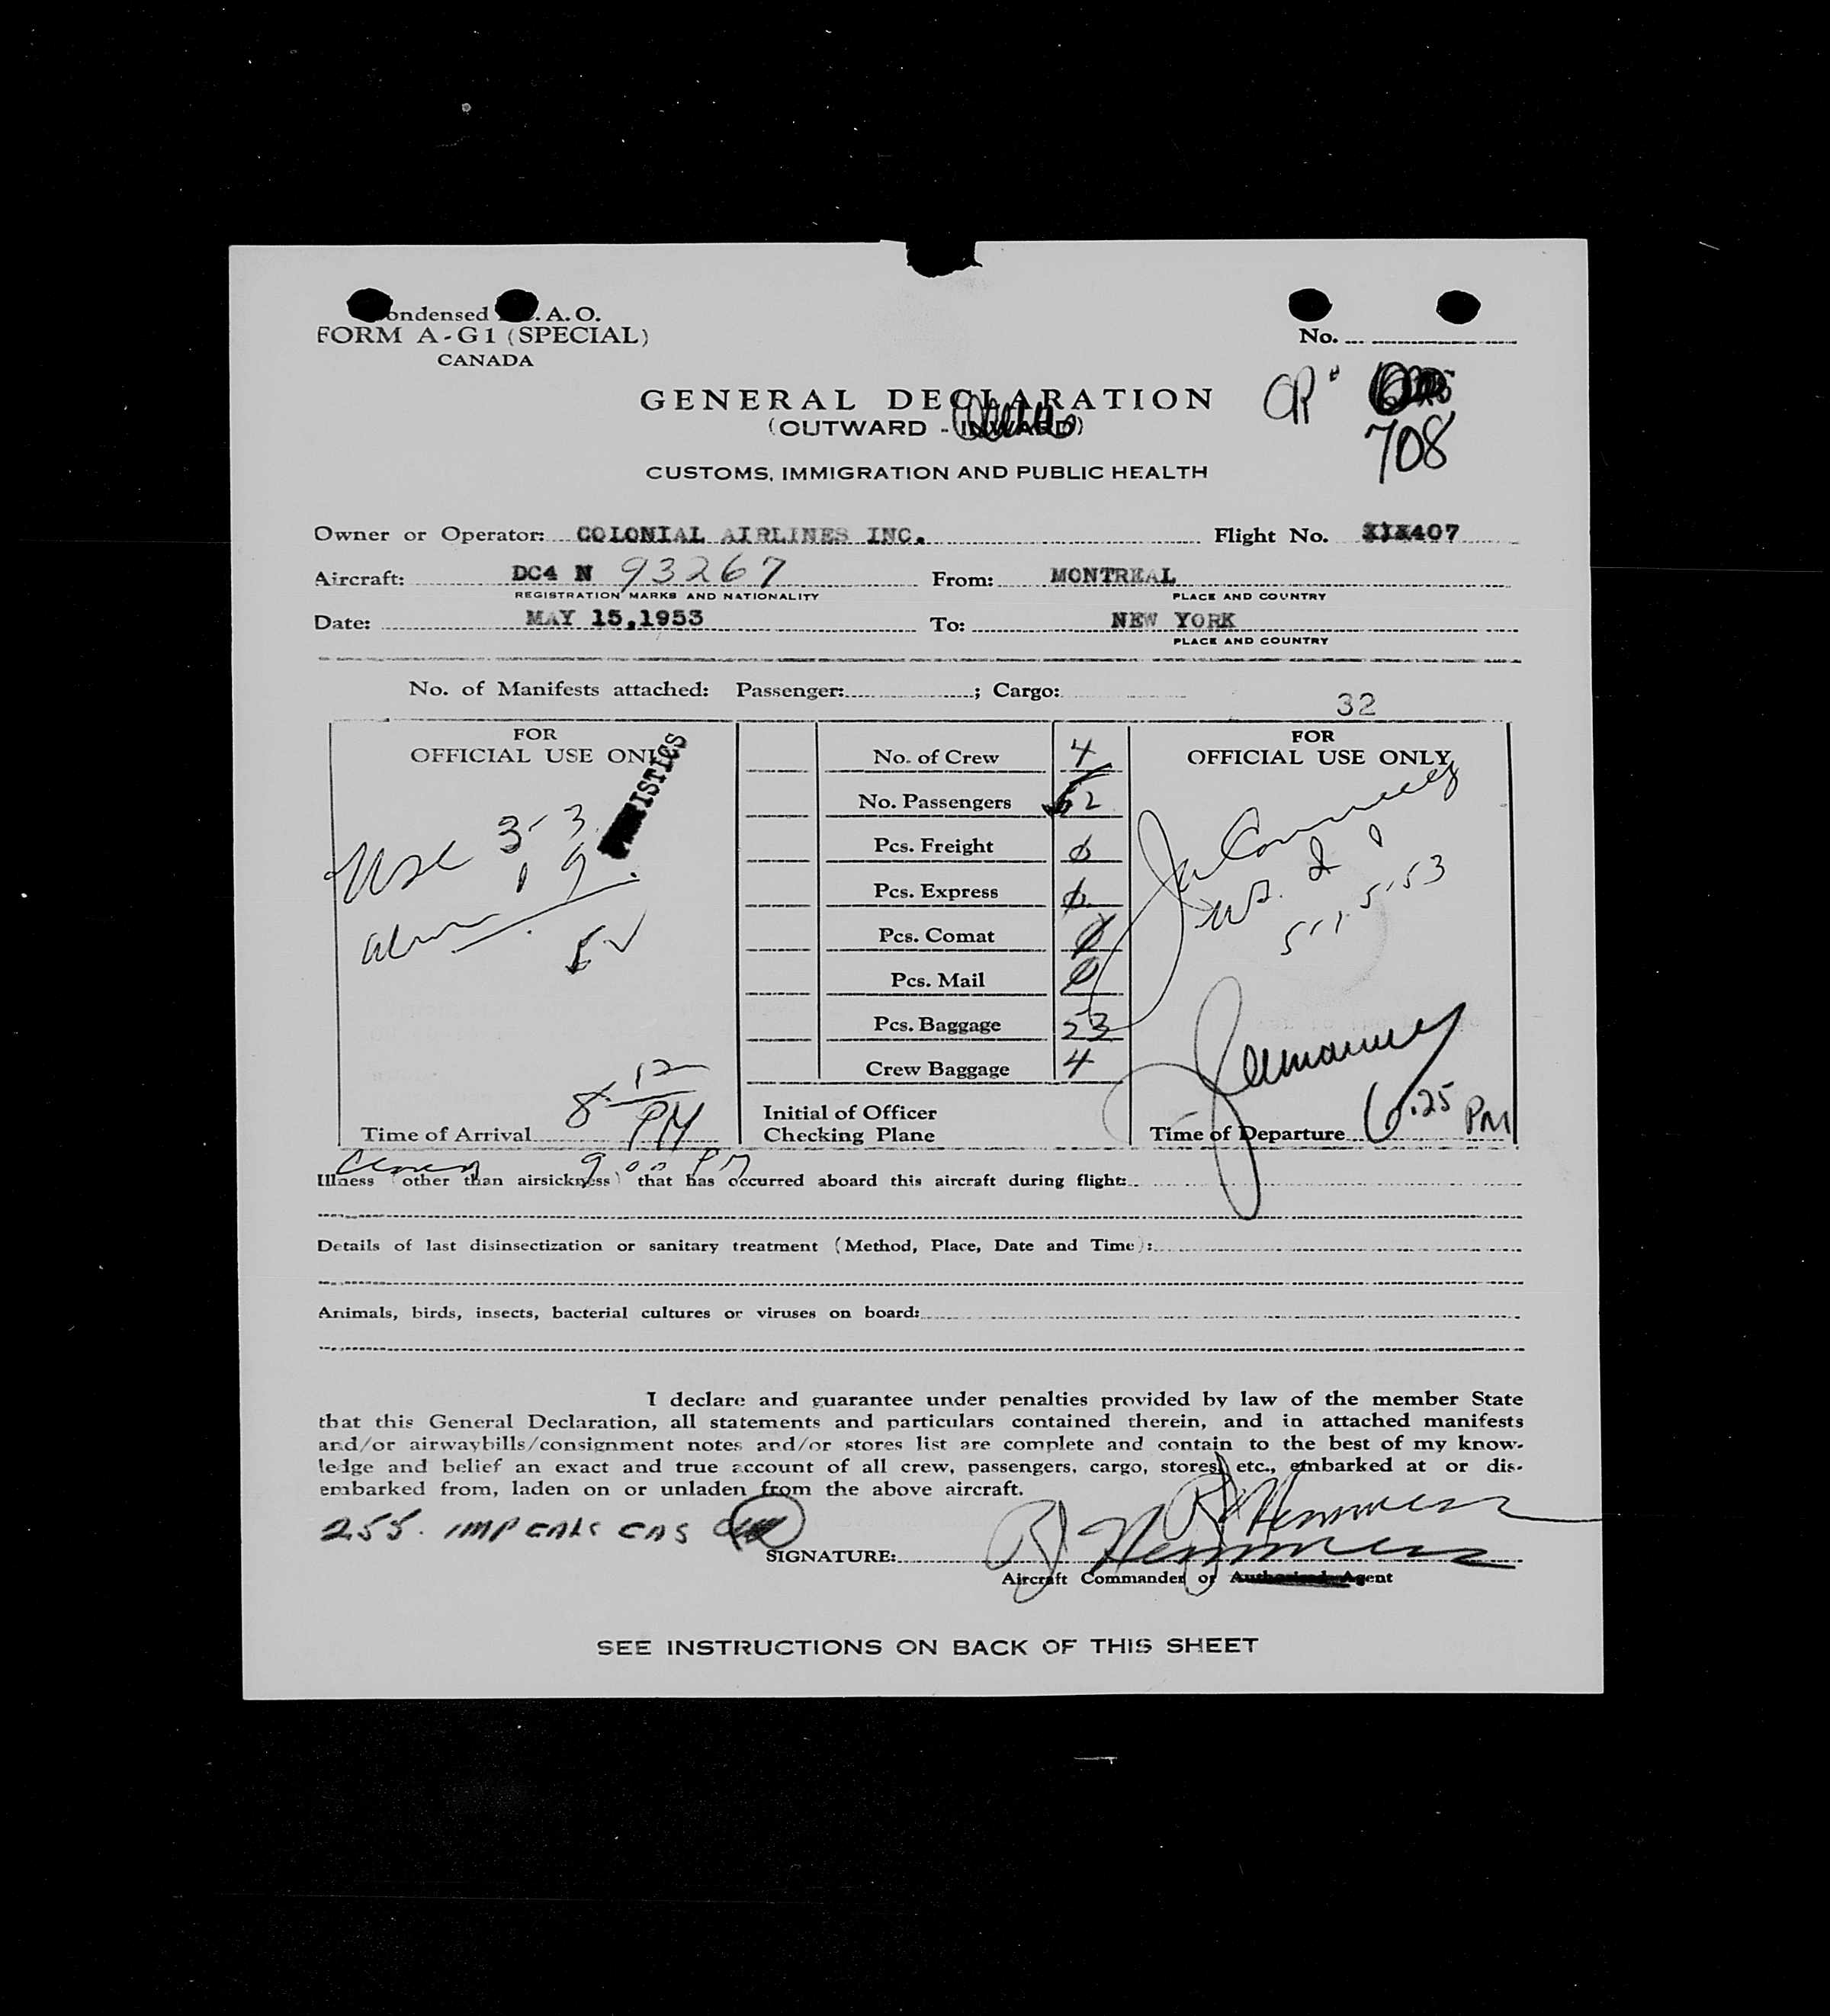 ondensed . A. O.
FORM A-G1 (SPECIAL)
CANADA
No.
708
GENERAL DECLARATION
(OUTWARD - INWARD)
CUSTOMS, IMMIGRATION AND PUBLIC HEALTH
Owner or Operator: COLONIAL AIRLINES INC. Flight No. 407
Aircraft: DC4 N 93267 From: MONTREAL
REGISTRATION MARKS AND NATIONALITY PLACE AND COUNTRY
Date: MAY 15,1953 To: NEW YORK
PLACE AND COUNTRY
No. of Manifests attached: Passenger: ; Cargo:
32
FOR
OFFICIAL USE ONLY
ISTICS
No. of Crew 4
No. Passengers 52
Pcs. Freight 0
Pcs. Express 0
Pcs. Comat 0
Pcs. Mail 0
Pcs. Baggage 53
Crew Baggage 4
Initial of Officer
Checking Plane
FOR
OFFICIAL USE ONLY
Time of Arrival 8 12 PM
Time of Departure 6.25 PM
9:00 PM
Illness (other than airsickness) that has occurred aboard this aircraft during flight:
Details of last disinsectization or sanitary treatment (Method, Place, Date and Time):
Animals, birds, insects, bacterial cultures or viruses on board:
I declare and guarantee under penalties provided by law of the member State
that this General Declaration, all statements and particulars contained therein, and in attached manifests
and/or airwaybills/consignment notes and/or stores list are complete and contain to the best of my know-
ledge and belief an exact and true account of all crew, passengers, cargo, stores, etc., embarked at or dis-
embarked from, laden on or unladen from the above aircraft.
255. IMP GALS GAS
SIGNATURE:
Aircraft Commander or Authorized Agent
SEE INSTRUCTIONS ON BACK OF THIS SHEET